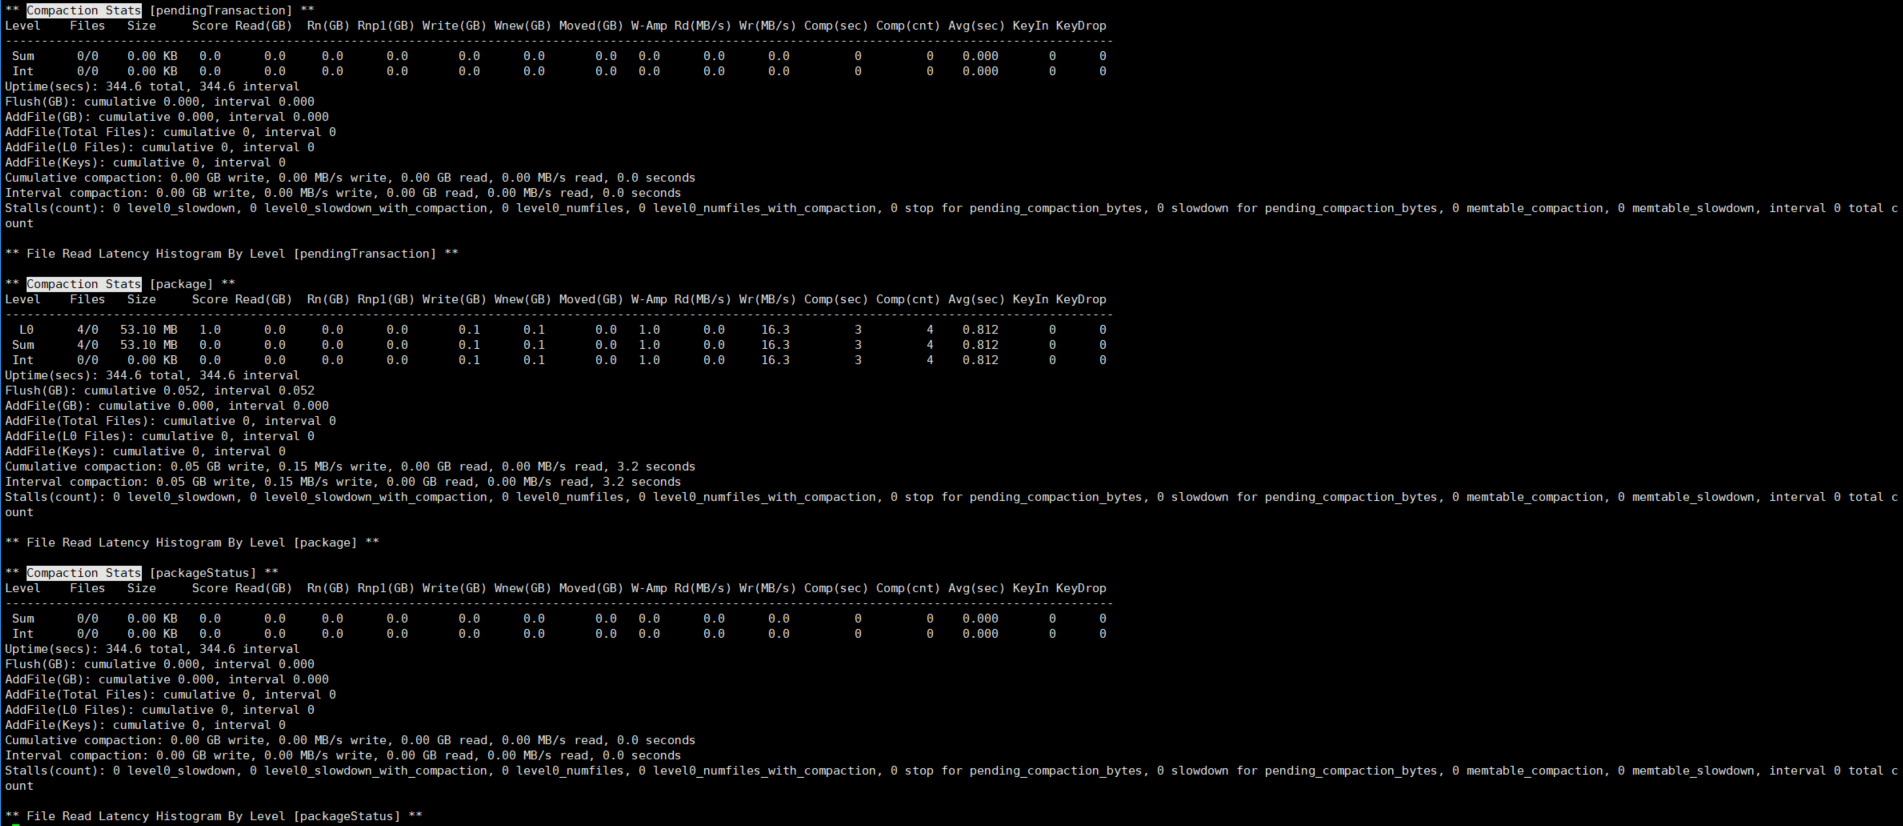 ** Compaction Stats [pendingTransaction] **
Level    Files   Size     Score Read(GB)  Rn(GB) Rnp1(GB) Write(GB) Wnew(GB) Moved(GB) W-Amp Rd(MB/s) Wr(MB/s) Comp(sec) Comp(cnt) Avg(sec) KeyIn KeyDrop
----------------------------------------------------------------------------------------------------------------------------------------------------------
 Sum      0/0    0.00 KB   0.0      0.0     0.0      0.0       0.0      0.0       0.0   0.0      0.0      0.0         0         0    0.000       0      0
 Int      0/0    0.00 KB   0.0      0.0     0.0      0.0       0.0      0.0       0.0   0.0      0.0      0.0         0         0    0.000       0      0
Uptime(secs): 344.6 total, 344.6 interval
Flush(GB): cumulative 0.000, interval 0.000
AddFile(GB): cumulative 0.000, interval 0.000
AddFile(Total Files): cumulative 0, interval 0
AddFile(L0 Files): cumulative 0, interval 0
AddFile(Keys): cumulative 0, interval 0
Cumulative compaction: 0.00 GB write, 0.00 MB/s write, 0.00 GB read, 0.00 MB/s read, 0.0 seconds
Interval compaction: 0.00 GB write, 0.00 MB/s write, 0.00 GB read, 0.00 MB/s read, 0.0 seconds
Stalls(count): 0 level0_slowdown, 0 level0_slowdown_with_compaction, 0 level0_numfiles, 0 level0_numfiles_with_compaction, 0 stop for pending_compaction_bytes, 0 slowdown for pending_compaction_bytes, 0 memtable_compaction, 0 memtable_slowdown, interval 0 total c
ount

** File Read Latency Histogram By Level [pendingTransaction] **

** Compaction Stats [package] **
Level    Files   Size     Score Read(GB)  Rn(GB) Rnp1(GB) Write(GB) Wnew(GB) Moved(GB) W-Amp Rd(MB/s) Wr(MB/s) Comp(sec) Comp(cnt) Avg(sec) KeyIn KeyDrop
----------------------------------------------------------------------------------------------------------------------------------------------------------
  L0      4/0   53.10 MB   1.0      0.0     0.0      0.0       0.1      0.1       0.0   1.0      0.0     16.3         3         4    0.812       0      0
 Sum      4/0   53.10 MB   0.0      0.0     0.0      0.0       0.1      0.1       0.0   1.0      0.0     16.3         3         4    0.812       0      0
 Int      0/0    0.00 KB   0.0      0.0     0.0      0.0       0.1      0.1       0.0   1.0      0.0     16.3         3         4    0.812       0      0
Uptime(secs): 344.6 total, 344.6 interval
Flush(GB): cumulative 0.052, interval 0.052
AddFile(GB): cumulative 0.000, interval 0.000
AddFile(Total Files): cumulative 0, interval 0
AddFile(L0 Files): cumulative 0, interval 0
AddFile(Keys): cumulative 0, interval 0
Cumulative compaction: 0.05 GB write, 0.15 MB/s write, 0.00 GB read, 0.00 MB/s read, 3.2 seconds
Interval compaction: 0.05 GB write, 0.15 MB/s write, 0.00 GB read, 0.00 MB/s read, 3.2 seconds
Stalls(count): 0 level0_slowdown, 0 level0_slowdown_with_compaction, 0 level0_numfiles, 0 level0_numfiles_with_compaction, 0 stop for pending_compaction_bytes, 0 slowdown for pending_compaction_bytes, 0 memtable_compaction, 0 memtable_slowdown, interval 0 total c
ount

** File Read Latency Histogram By Level [package] **

** Compaction Stats [packageStatus] **
Level    Files   Size     Score Read(GB)  Rn(GB) Rnp1(GB) Write(GB) Wnew(GB) Moved(GB) W-Amp Rd(MB/s) Wr(MB/s) Comp(sec) Comp(cnt) Avg(sec) KeyIn KeyDrop
----------------------------------------------------------------------------------------------------------------------------------------------------------
 Sum      0/0    0.00 KB   0.0      0.0     0.0      0.0       0.0      0.0       0.0   0.0      0.0      0.0         0         0    0.000       0      0
 Int      0/0    0.00 KB   0.0      0.0     0.0      0.0       0.0      0.0       0.0   0.0      0.0      0.0         0         0    0.000       0      0
Uptime(secs): 344.6 total, 344.6 interval
Flush(GB): cumulative 0.000, interval 0.000
AddFile(GB): cumulative 0.000, interval 0.000
AddFile(Total Files): cumulative 0, interval 0
AddFile(L0 Files): cumulative 0, interval 0
AddFile(Keys): cumulative 0, interval 0
Cumulative compaction: 0.00 GB write, 0.00 MB/s write, 0.00 GB read, 0.00 MB/s read, 0.0 seconds
Interval compaction: 0.00 GB write, 0.00 MB/s write, 0.00 GB read, 0.00 MB/s read, 0.0 seconds
Stalls(count): 0 level0_slowdown, 0 level0_slowdown_with_compaction, 0 level0_numfiles, 0 level0_numfiles_with_compaction, 0 stop for pending_compaction_bytes, 0 slowdown for pending_compaction_bytes, 0 memtable_compaction, 0 memtable_slowdown, interval 0 total c
ount

** File Read Latency Histogram By Level [packageStatus] **